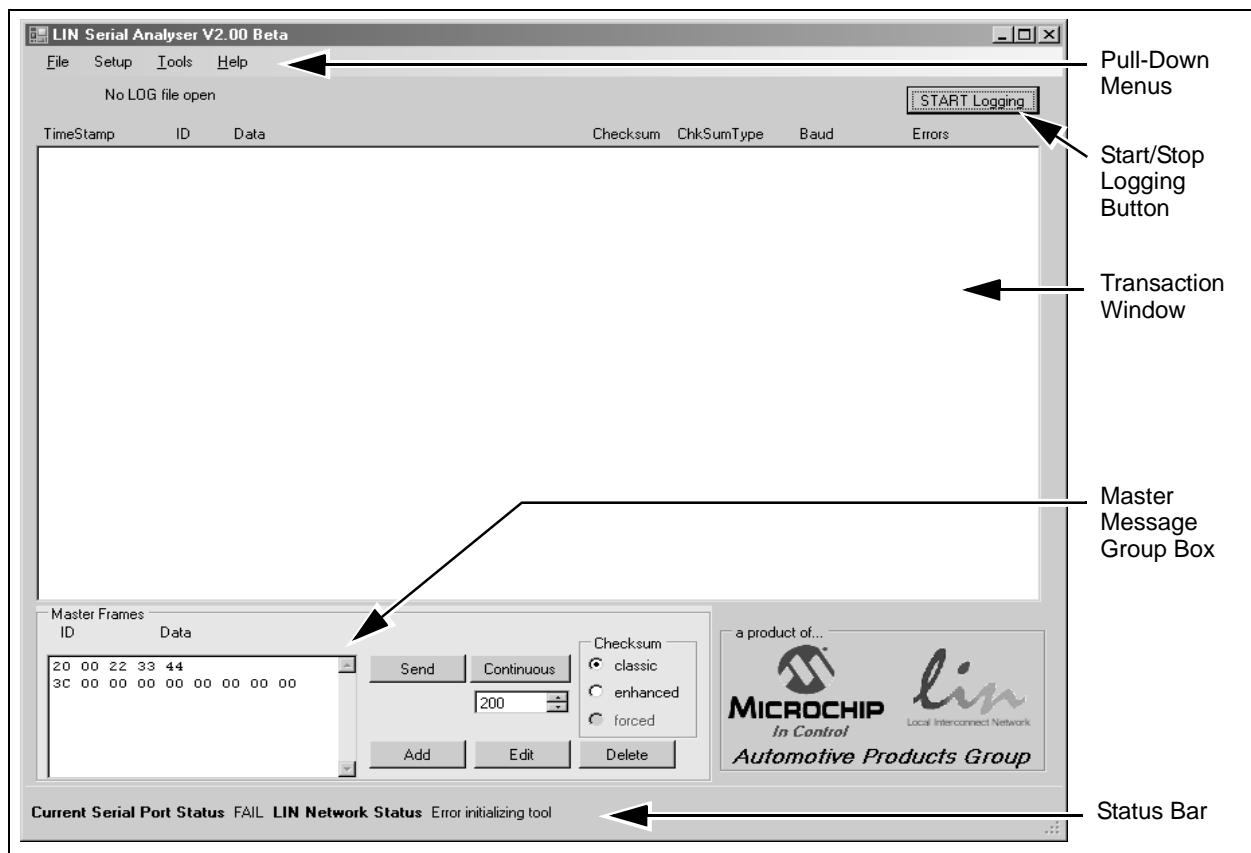 LIN Serial Analyser V2.00 Beta
File Setup Tools Help
Pull-Down
Menus
No LOG file open
START Logging
TimeStamp ID Data Checksum ChkSumType Baud Errors
Start/Stop
Logging
Button
Transaction
Window
Master
Message
Group Box
Master Frames
ID Data
20 00 22 33 44
3C 00 00 00 00 00 00 00 00
Send Continuous
200
Add Edit Delete
Checksum
classic
enhanced
forced
a product of...
MICROCHIP
In Control
lin
Local Interconnect Network
Automotive Products Group
Current Serial Port Status FAIL LIN Network Status Error initializing tool
Status Bar